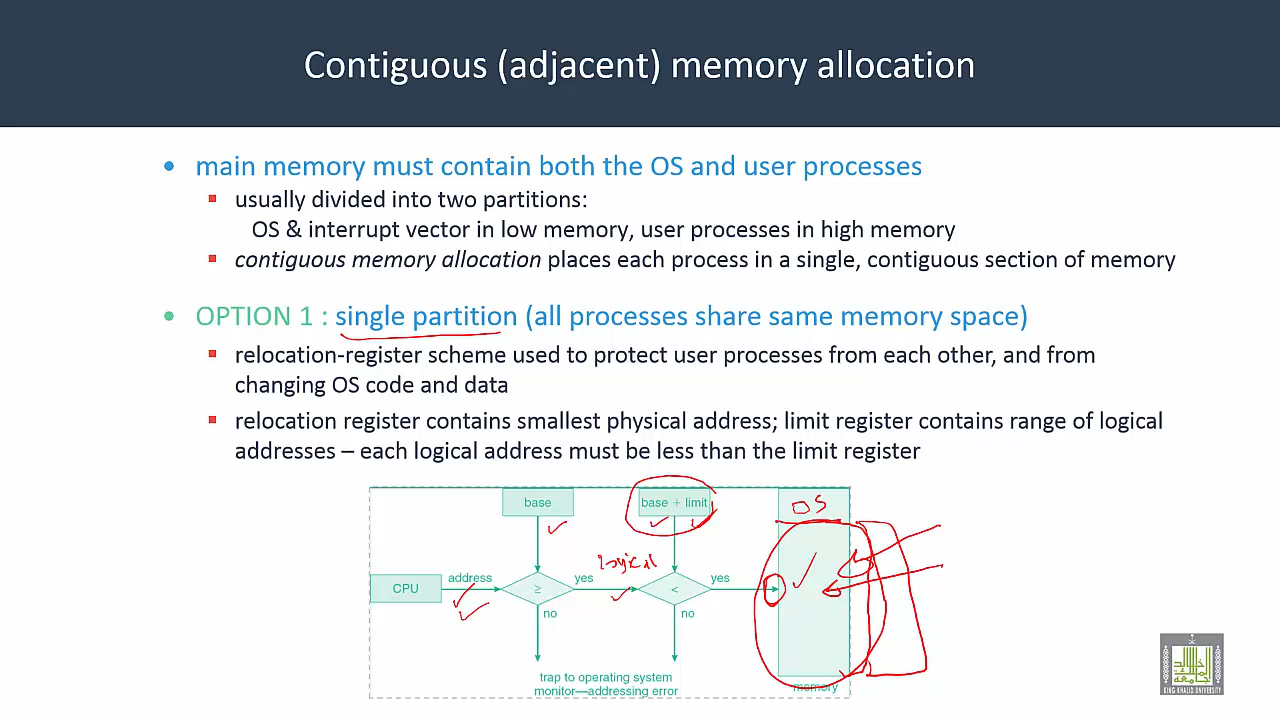 Contiguous (adjacent) memory allocation
• main memory must contain both the OS and user processes
▪ usually divided into two partitions:
OS & interrupt vector in low memory, user processes in high memory
▪ contiguous memory allocation places each process in a single, contiguous section of memory
• OPTION 1 : single partition (all processes share same memory space)
▪ relocation-register scheme used to protect user processes from each other, and from
changing OS code and data
▪ relocation register contains smallest physical address; limit register contains range of logical
addresses – each logical address must be less than the limit register
base
base + limit
OS
logical
CPU
address
≥
yes
<
yes
no
no
trap to operating system
monitor—addressing error
memory
KING KHALID UNIVERSITY